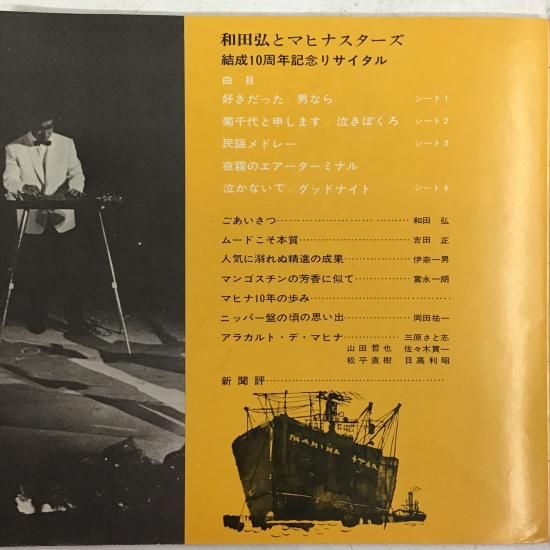 和田弘とマヒナスターズ
結成10周年記念リサイタル
曲 目
好きだった／男なら シート1
菊千代と申します／泣きぼくろ シート2
民謡メドレー シート3
夜霧のエアーターミナル
泣かないで／グッドナイト シート4
ごあいさつ…………………………和田 弘
ムードこそ本質…………………………吉田 正
人気に溺れぬ精進の成果………………伊奈一男
マンゴスチンの芳香に似て……………富永一朗
マヒナ10年の歩み…………………………
ニッパー盤の頃の思い出………………岡田祐一
アラカルト・デ・マヒナ……………三原さと志
山田哲也 佐々木貫一
松平直樹 日高利昭
新聞評…………………………………
MAHINA STARS